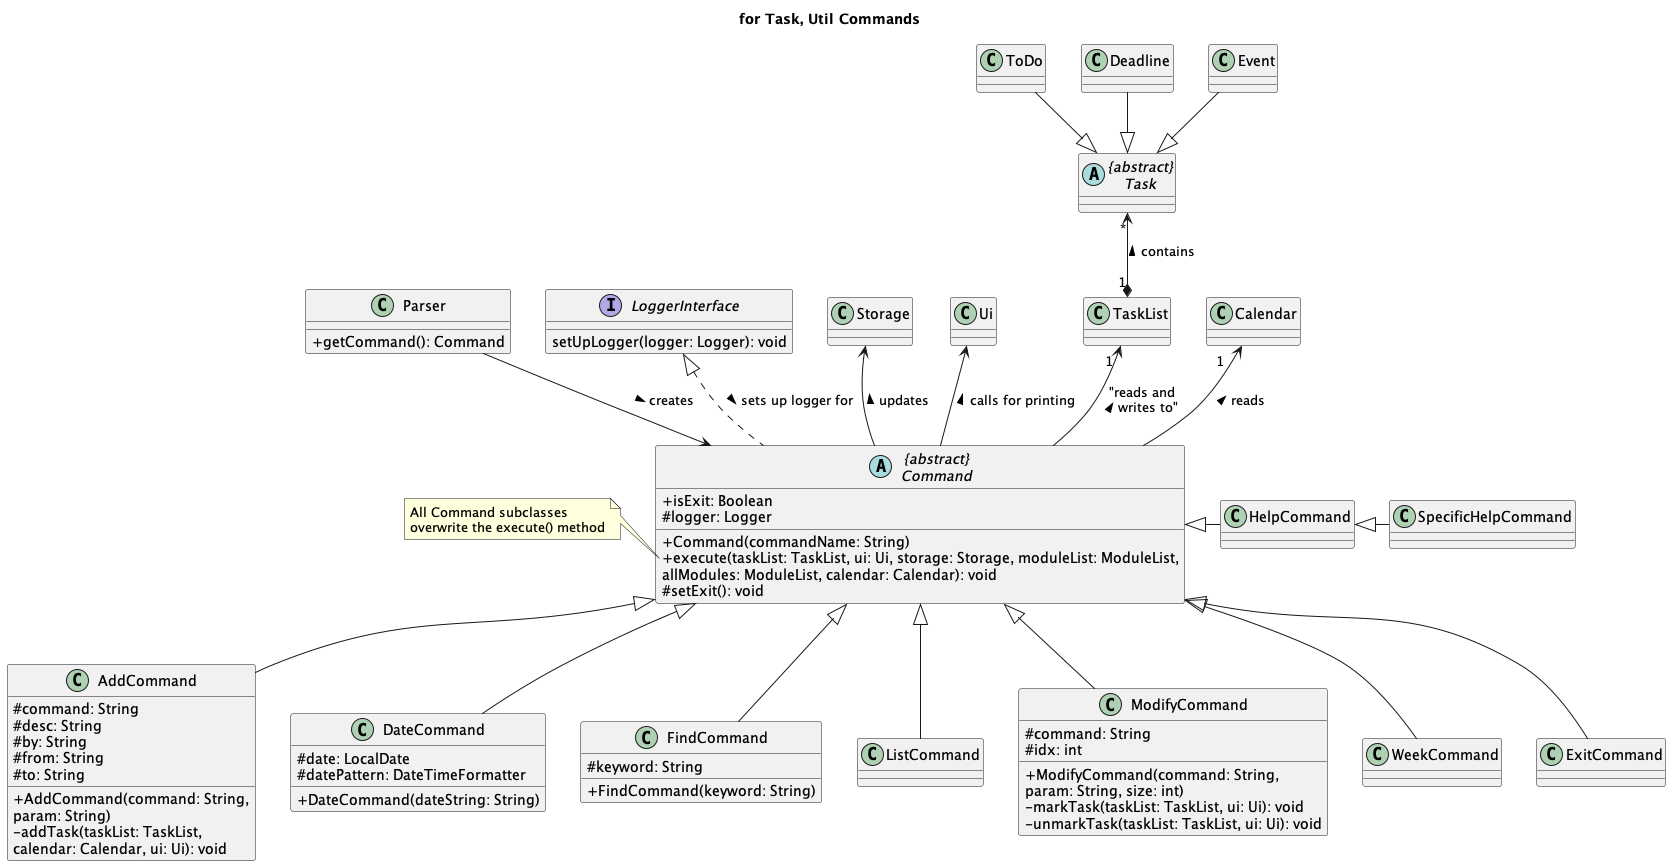 for Task, Util Commands
C ToDo
C Deadline
C Event
A {abstract}
Task
*
contains
1
C Parser
+getCommand(): Command
I LoggerInterface
setUpLogger(logger: Logger): void
C Storage
C Ui
C TaskList
C Calendar
1
1
creates
sets up logger for
updates
calls for printing
"reads and
writes to"
reads
A {abstract}
Command
+isExit: Boolean
#logger: Logger
+Command(commandName: String)
+execute(taskList: TaskList, ui: Ui, storage: Storage, moduleList: ModuleList,
allModules: ModuleList, calendar: Calendar): void
#setExit(): void
All Command subclasses
overwrite the execute() method
C HelpCommand
C SpecificHelpCommand
C AddCommand
#command: String
#desc: String
#by: String
#from: String
#to: String
+AddCommand(command: String,
param: String)
-addTask(taskList: TaskList,
calendar: Calendar, ui: Ui): void
C DateCommand
#date: LocalDate
#datePattern: DateTimeFormatter
+DateCommand(dateString: String)
C FindCommand
#keyword: String
+FindCommand(keyword: String)
C ListCommand
C ModifyCommand
#command: String
#idx: int
+ModifyCommand(command: String,
param: String, size: int)
-markTask(taskList: TaskList, ui: Ui): void
-unmarkTask(taskList: TaskList, ui: Ui): void
C WeekCommand
C ExitCommand